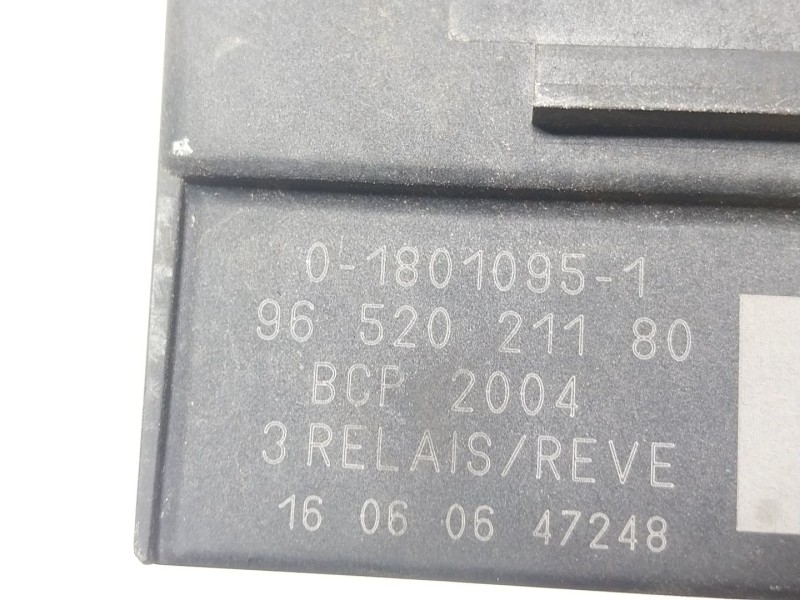 0-1801095-1
96 520 211 80
BCP 2004
3 RELAIS/REVE
16 06 06 47248